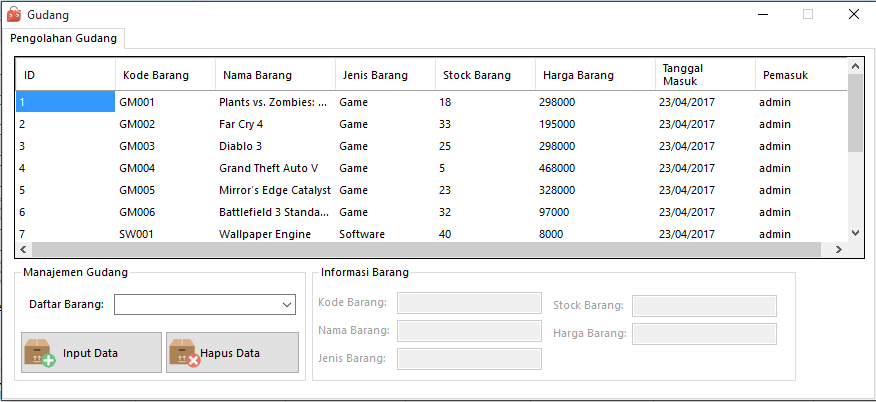 Gudang
Pengolahan Gudang
ID Kode Barang Nama Barang Jenis Barang Stock Barang Harga Barang Tanggal Masuk Pemasuk
1 GM001 Plants vs. Zombies: ... Game 18 298000 23/04/2017 admin
2 GM002 Far Cry 4 Game 33 195000 23/04/2017 admin
3 GM003 Diablo 3 Game 25 298000 23/04/2017 admin
4 GM004 Grand Theft Auto V Game 5 468000 23/04/2017 admin
5 GM005 Mirror's Edge Catalyst Game 23 328000 23/04/2017 admin
6 GM006 Battlefield 3 Standa... Game 32 97000 23/04/2017 admin
7 SW001 Wallpaper Engine Software 40 8000 23/04/2017 admin
Manajemen Gudang
Daftar Barang:
Input Data Hapus Data
Informasi Barang
Kode Barang: Stock Barang:
Nama Barang: Harga Barang:
Jenis Barang: